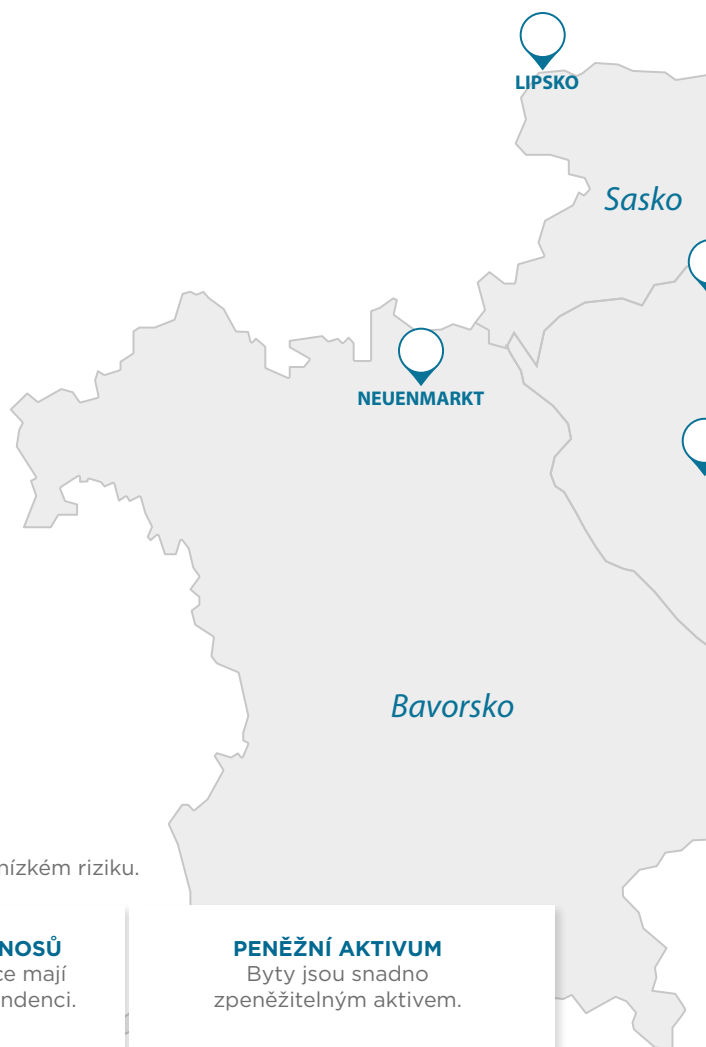 LIPSKO
Sasko
NEUENMARKT
Bavorsko
nízkém riziku.
NOSŮ
ce mají
ndenci.
PENĚŽNÍ AKTIVUM
Byty jsou snadno
zpeněžitelným aktivem.